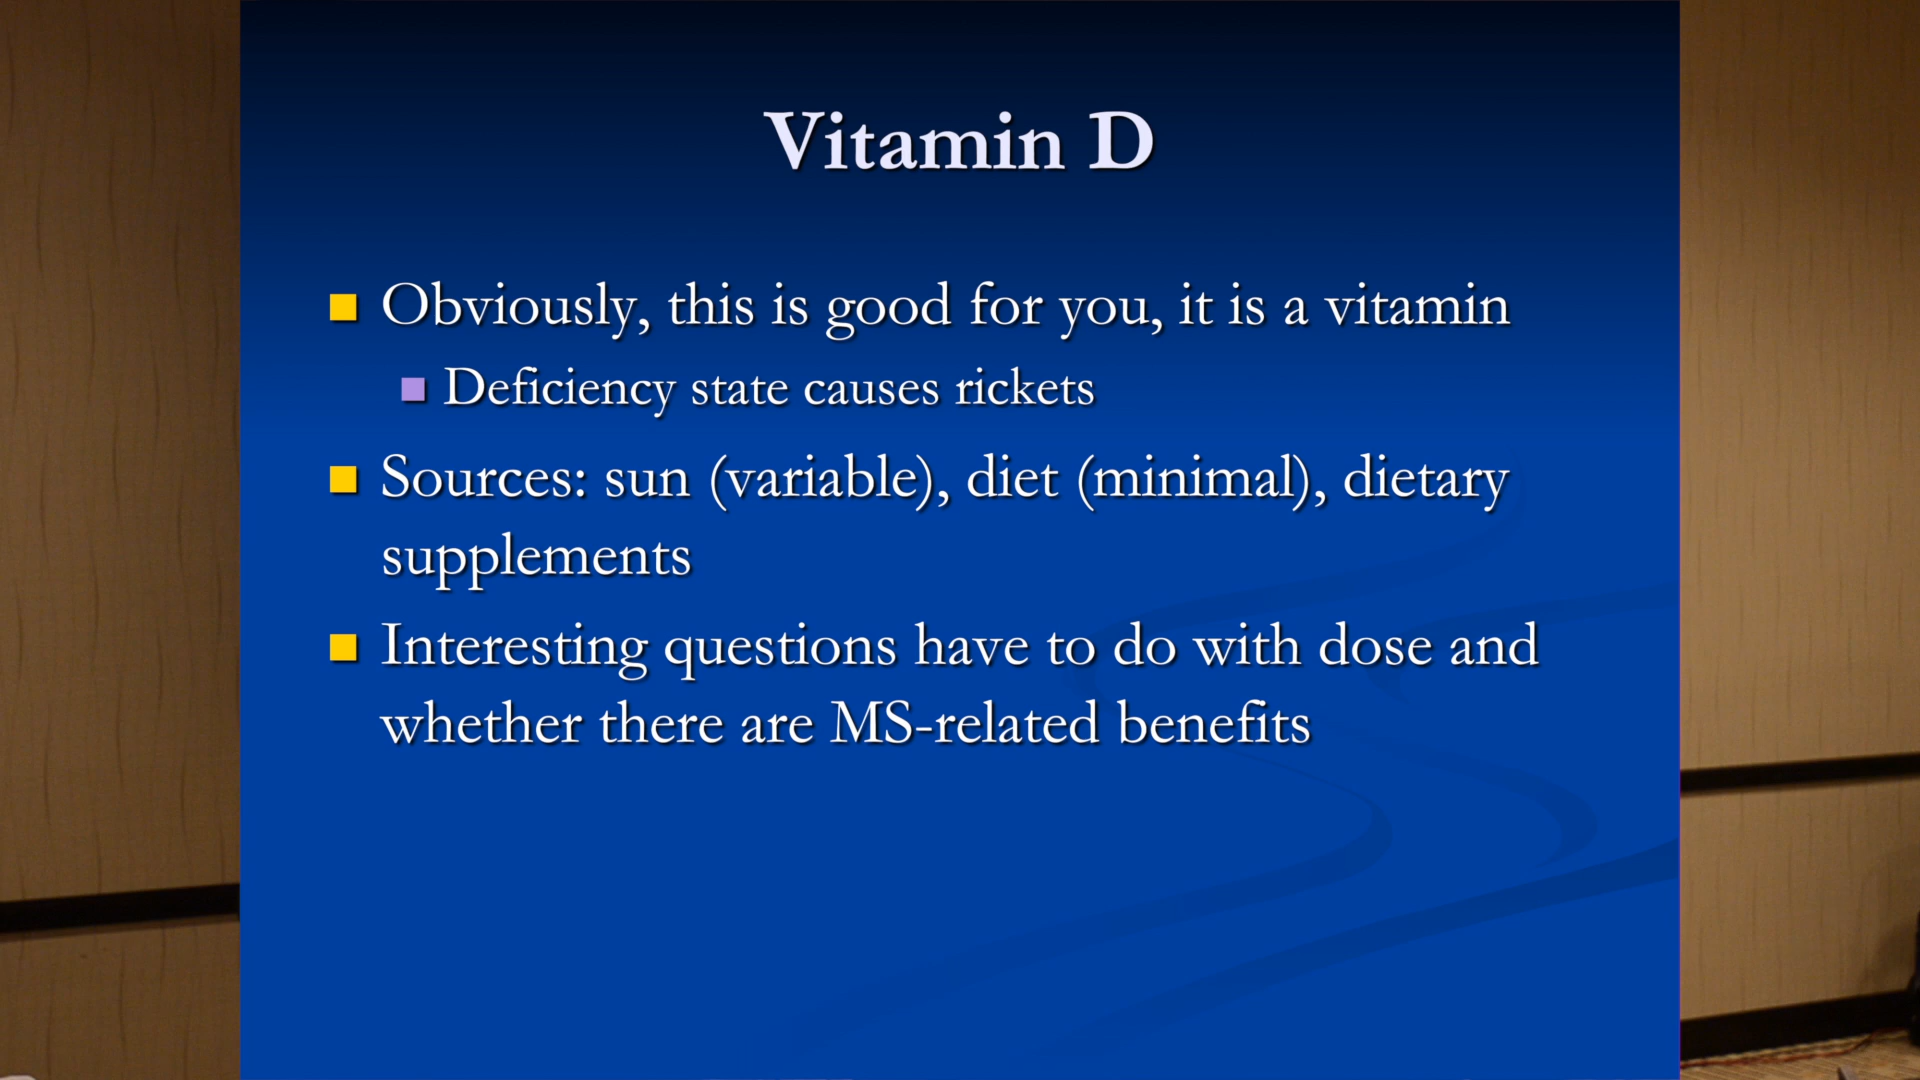 Vitamin D
Obviously, this is good for you, it is a vitamin
Deficiency state causes rickets
Sources: sun (variable), diet (minimal), dietary
supplements
Interesting questions have to do with dose and
whether there are MS-related benefits